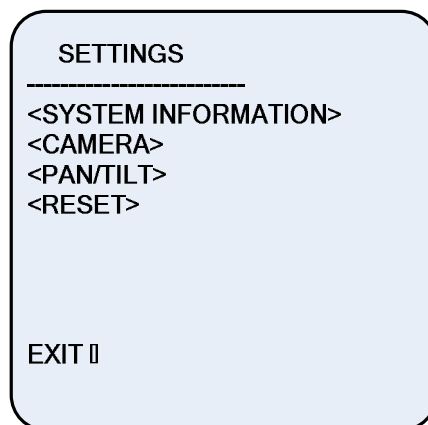 SETTINGS
--------------------------
<SYSTEM INFORMATION>
<CAMERA>
<PAN/TILT>
<RESET>
EXIT ▯